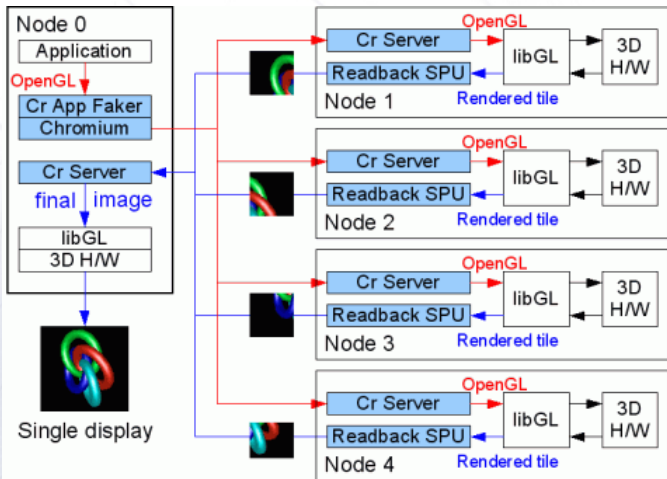 Node 0
Application
OpenGL
Cr App Faker
Chromium
Cr Server
final image
libGL
3D H/W
Single display
Cr Server
OpenGL
libGL
3D
H/W
Readback SPU
Rendered tile
Node 1
Cr Server
OpenGL
libGL
3D
H/W
Readback SPU
Rendered tile
Node 2
Cr Server
OpenGL
libGL
3D
H/W
Readback SPU
Rendered tile
Node 3
Cr Server
OpenGL
libGL
3D
H/W
Readback SPU
Rendered tile
Node 4